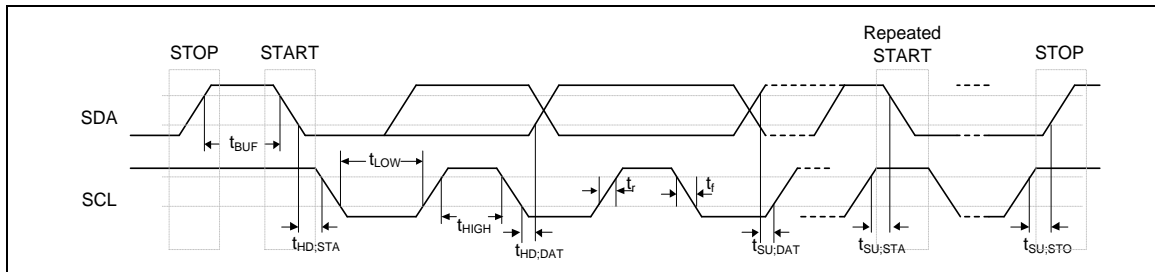 STOP
START
Repeated
START
STOP
SDA
tBUF
tLOW
SCL
tr
tf
tHD;STA
tHIGH
tHD;DAT
tSU;DAT
tSU;STA
tSU;STO